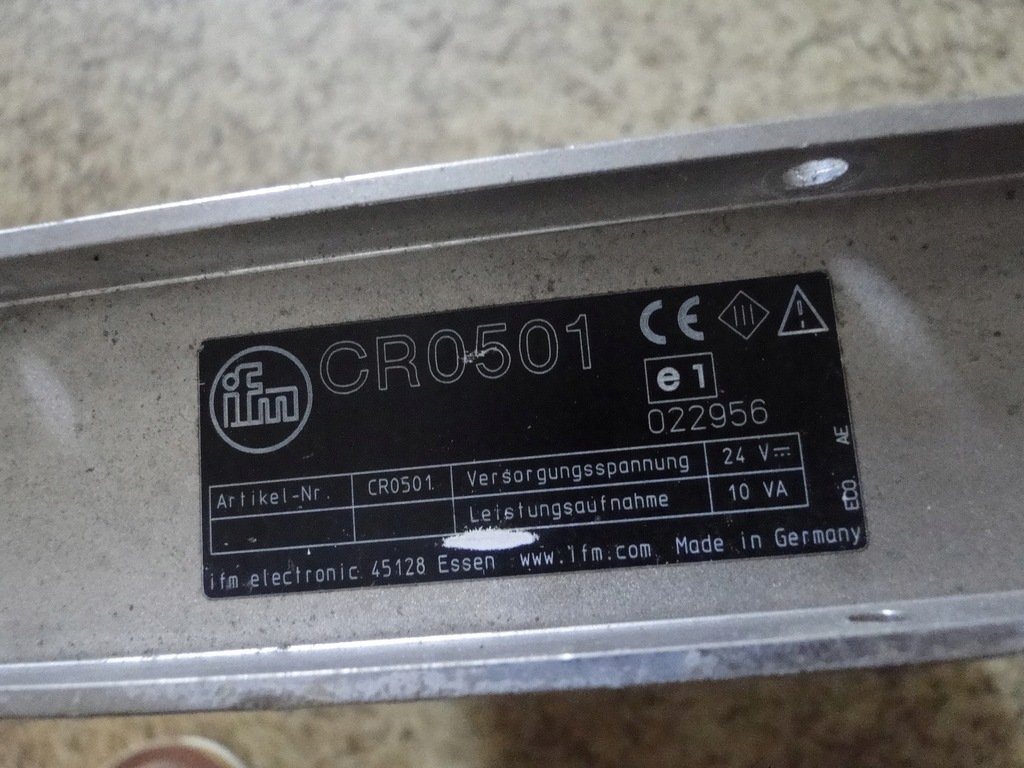 ifm
CR0501
CE
e1
022956
Artikel-Nr. CR0501 Versorgungsspannung 24 V⎓
Leistungsaufnahme 10 VA
ifm electronic 45128 Essen www.ifm.com Made in Germany
ECO AE